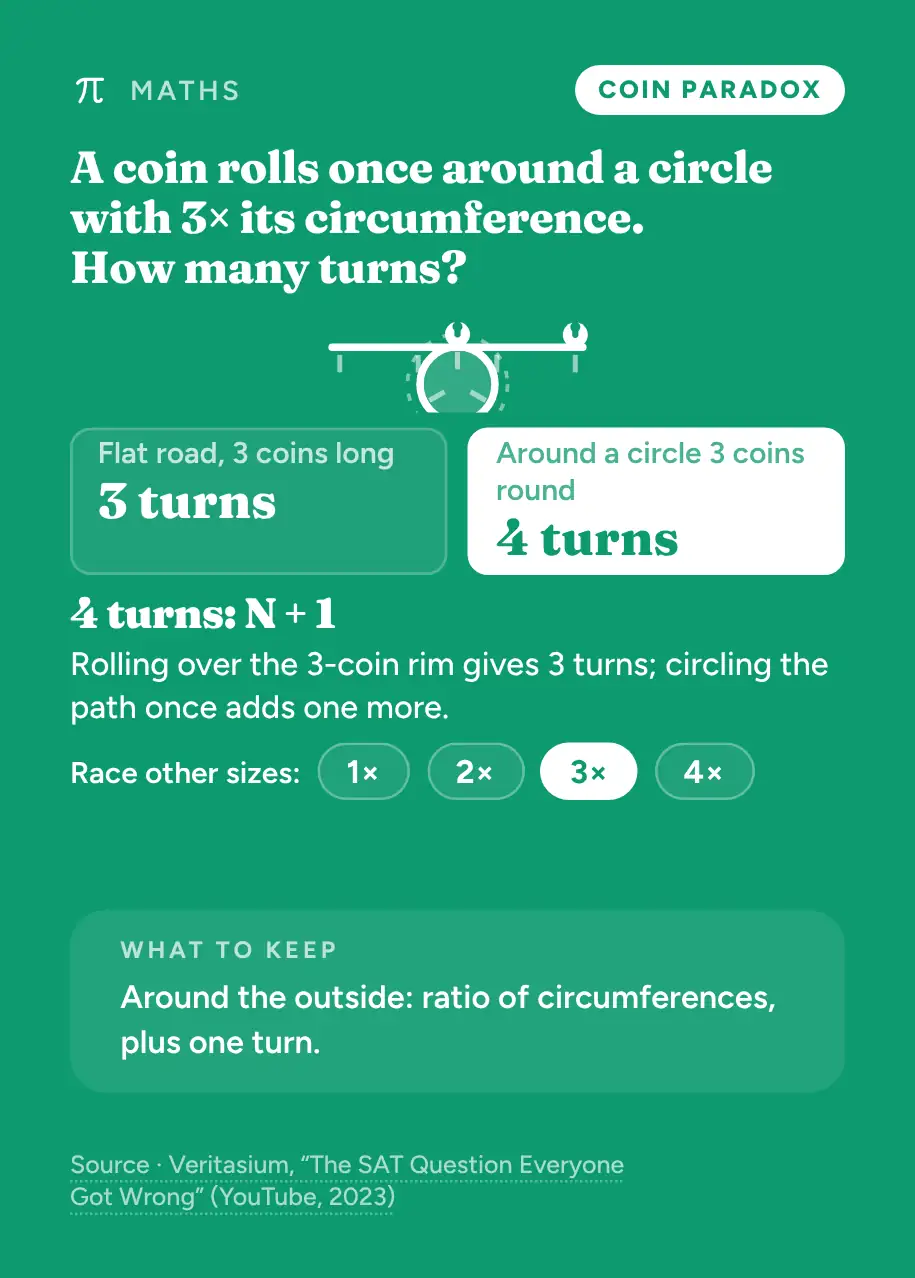 π MATHS
COIN PARADOX
A coin rolls once around a circle
with 3× its circumference.
How many turns?
Flat road, 3 coins long
3 turns
Around a circle 3 coins
round
4 turns
4 turns: N + 1
Rolling over the 3-coin rim gives 3 turns; circling the
path once adds one more.
Race other sizes: 1× 2× 3× 4×
WHAT TO KEEP
Around the outside: ratio of circumferences,
plus one turn.
Source · Veritasium, “The SAT Question Everyone
Got Wrong” (YouTube, 2023)